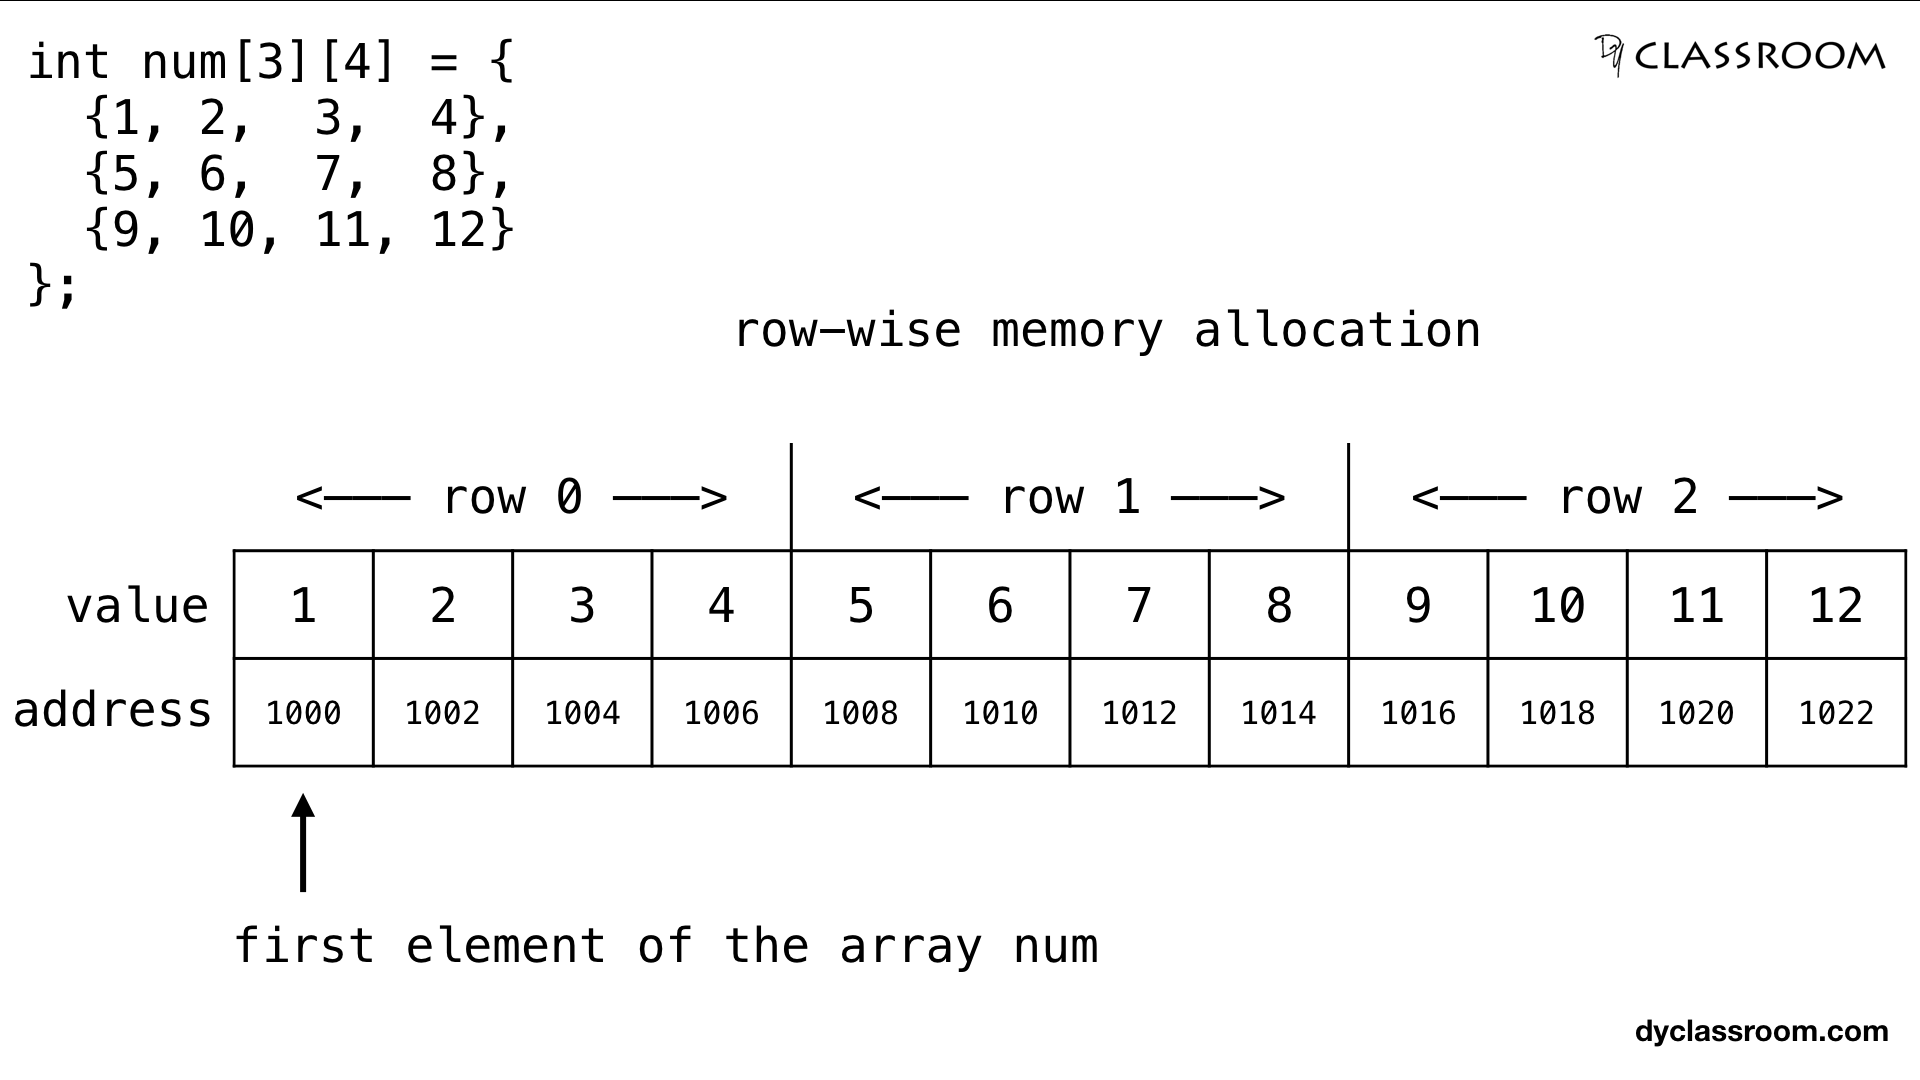 int num[3][4] = {
{1, 2, 3, 4},
{5, 6, 7, 8},
{9, 10, 11, 12}
};
DY CLASSROOM
row-wise memory allocation
<——— row 0 ———> <——— row 1 ———> <——— row 2 ———>
value 1 2 3 4 5 6 7 8 9 10 11 12
address 1000 1002 1004 1006 1008 1010 1012 1014 1016 1018 1020 1022
first element of the array num
dyclassroom.com